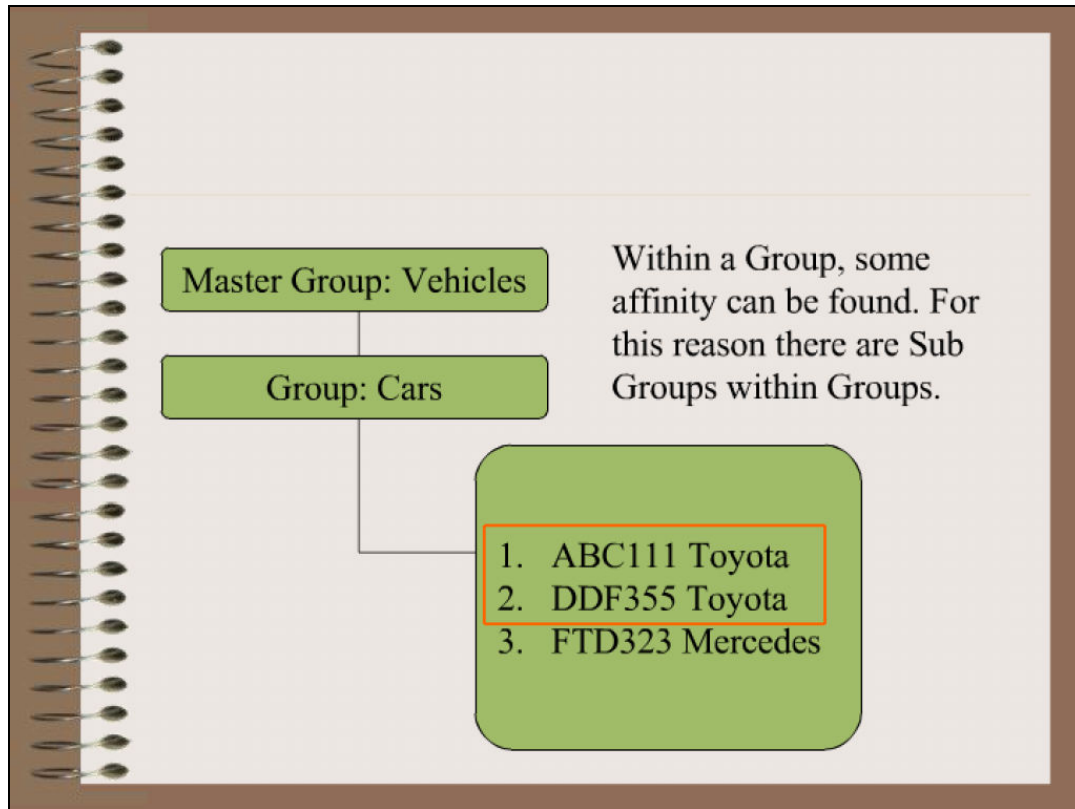 Master Group: Vehicles
Group: Cars
Within a Group, some
affinity can be found. For
this reason there are Sub
Groups within Groups.
1. ABC111 Toyota
2. DDF355 Toyota
3. FTD323 Mercedes